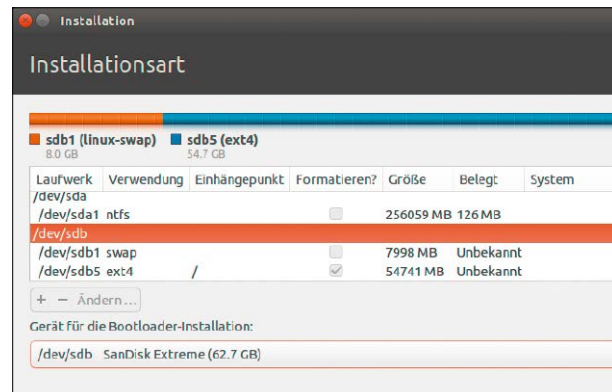 Installation
Installationsart
sdb1 (linux-swap) sdb5 (ext4)
8.0 GB 54.7 GB
Laufwerk Verwendung Einhängepunkt Formatieren? Größe Belegt System
/dev/sda
/dev/sda1 ntfs 256059 MB 126 MB
/dev/sdb
/dev/sdb1 swap 7998 MB Unbekannt
/dev/sdb5 ext4 / 54741 MB Unbekannt
+ − Ändern...
Gerät für die Bootloader-Installation:
/dev/sdb SanDisk Extreme (62.7 GB)